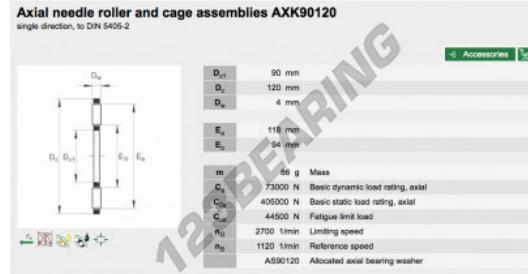 Axial needle roller and cage assemblies AXK90120
single direction, to DIN 5405-2
Accessories
Dw
Dc Dc1 Eb Ea
Dc1 90 mm
Dc 120 mm
Dw 4 mm
Ea 118 mm
Eb 94 mm
m 86 g Mass
Ca 73000 N Basic dynamic load rating, axial
C0a 405000 N Basic static load rating, axial
Cua 44500 N Fatigue limit load
nG 2700 1/min Limiting speed
nB 1120 1/min Reference speed
AS90120 Allocated axial bearing washer
123BEARING